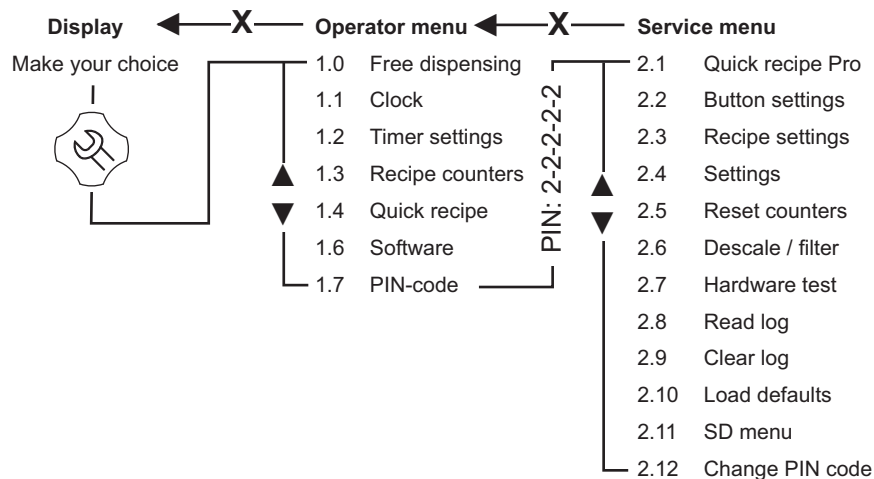 Display X Operator menu X Service menu
Make your choice
1.0 Free dispensing
1.1 Clock
1.2 Timer settings
1.3 Recipe counters
1.4 Quick recipe
1.6 Software
1.7 PIN-code
PIN: 2-2-2-2-2-2
2.1 Quick recipe Pro
2.2 Button settings
2.3 Recipe settings
2.4 Settings
2.5 Reset counters
2.6 Descale / filter
2.7 Hardware test
2.8 Read log
2.9 Clear log
2.10 Load defaults
2.11 SD menu
2.12 Change PIN code